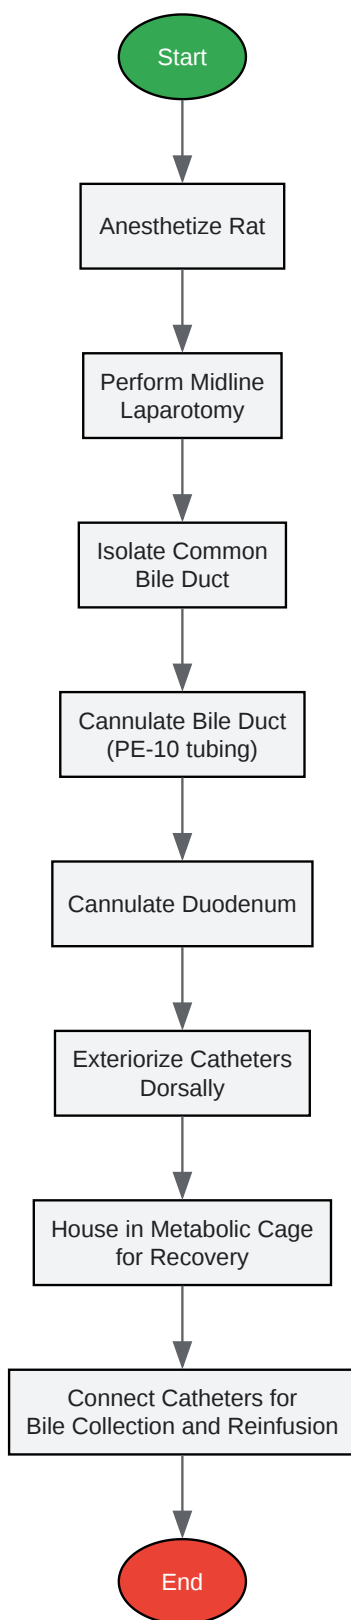 Start
Anesthetize Rat
Perform Midline
Laparotomy
Isolate Common
Bile Duct
Cannulate Bile Duct
(PE-10 tubing)
Cannulate Duodenum
Exteriorize Catheters
Dorsally
House in Metabolic Cage
for Recovery
Connect Catheters for
Bile Collection and Reinfusion
End